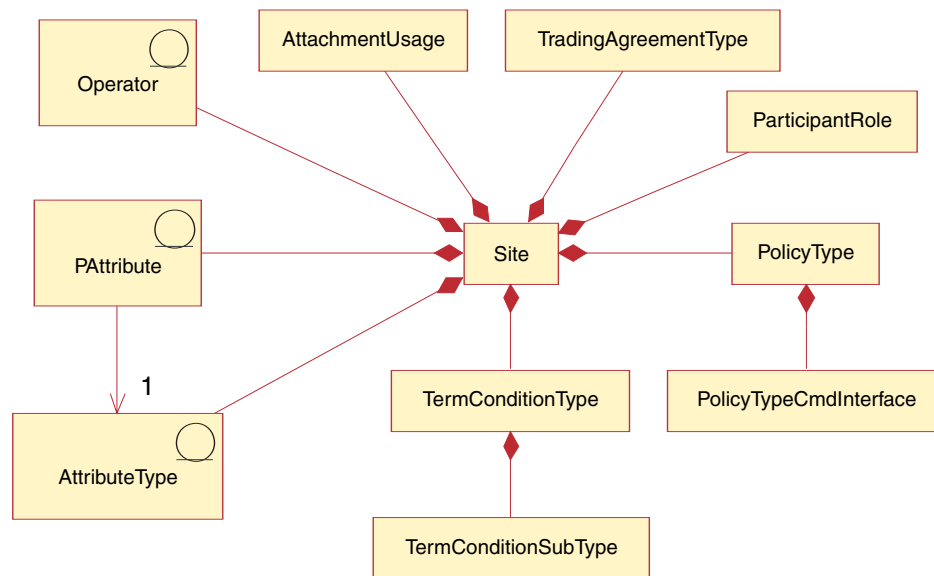 AttachmentUsage
TradingAgreementType
Operator
ParticipantRole
PAttribute
Site
PolicyType
1
TermConditionType
PolicyTypeCmdInterface
AttributeType
TermConditionSubType